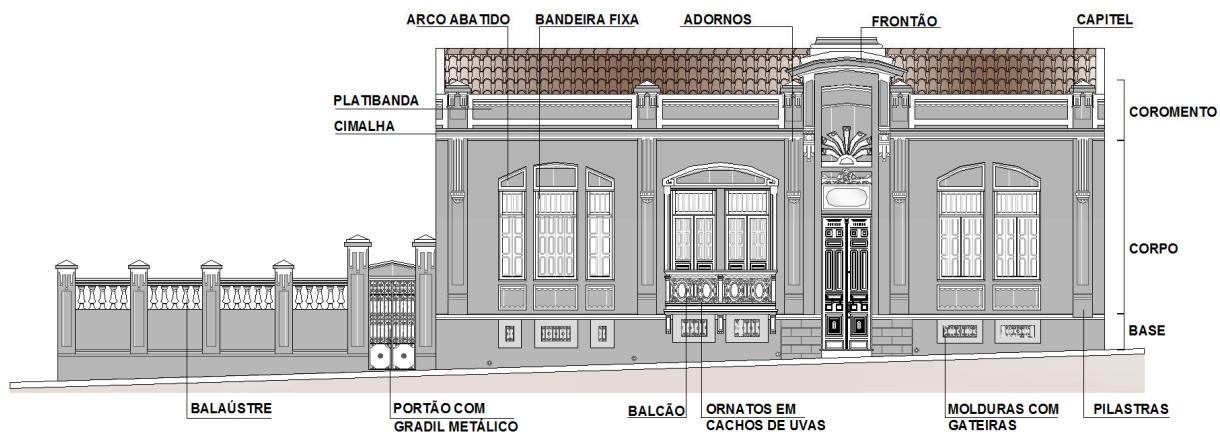 ARCO ABATIDO
BANDEIRA FIXA
ADORNOS
FRONTÃO
CAPITEL
PLATIBANDA
CIMALHA
COROMENTO
CORPO
BASE
BALAÚSTRE
PORTÃO COM
GRADIL METÁLICO
BALCÃO
ORNATOS EM
CACHOS DE UVAS
MOLDURAS COM
GATEIRAS
PILASTRAS